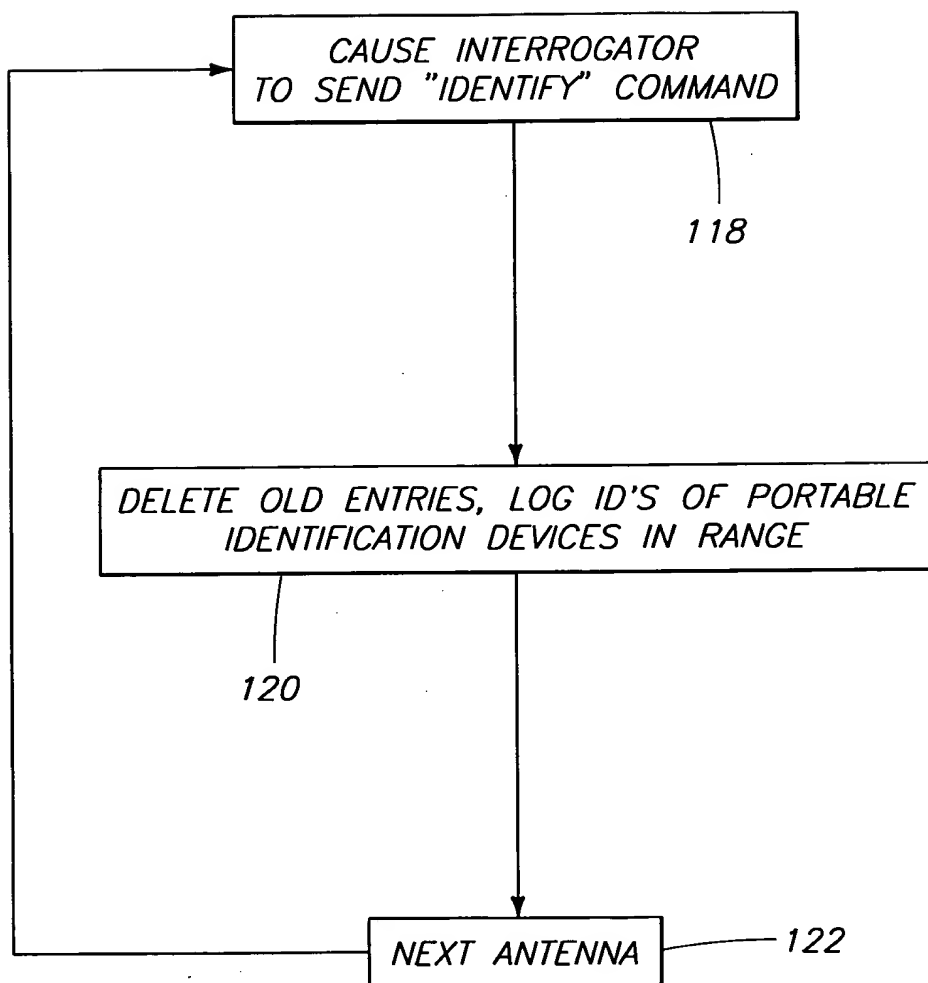 CAUSE INTERROGATOR
TO SEND "IDENTIFY" COMMAND
118
DELETE OLD ENTRIES, LOG ID'S OF PORTABLE
IDENTIFICATION DEVICES IN RANGE
120
NEXT ANTENNA
122